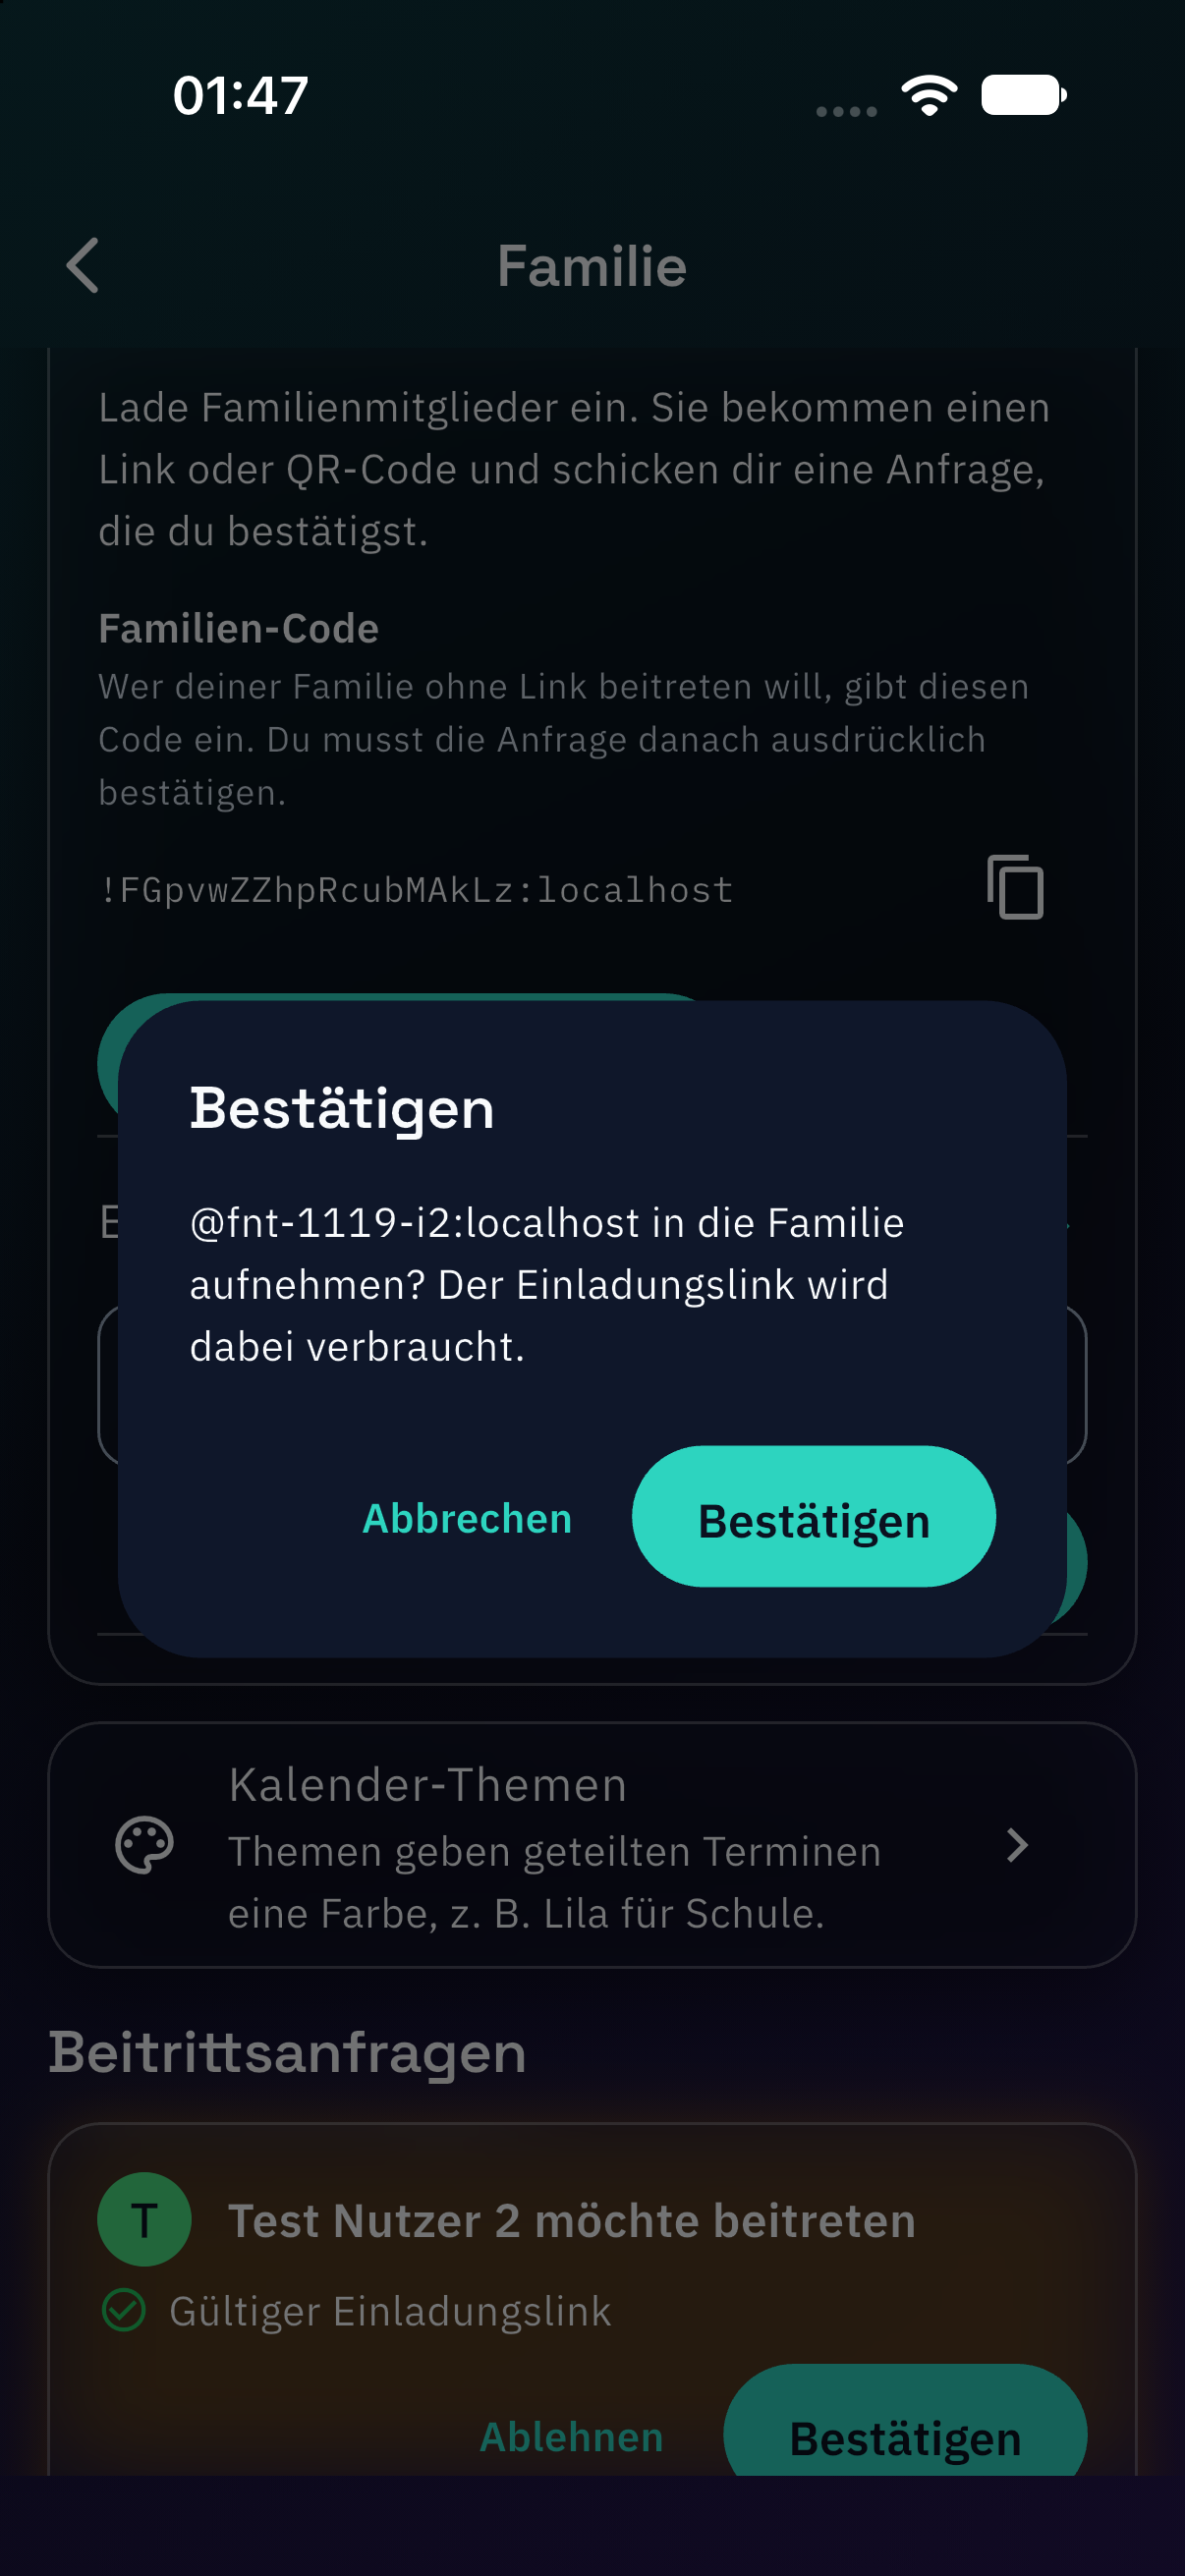 01:47
Familie
Lade Familienmitglieder ein. Sie bekommen einen
Link oder QR-Code und schicken dir eine Anfrage,
die du bestätigst.
Familien-Code
Wer deiner Familie ohne Link beitreten will, gibt diesen
Code ein. Du musst die Anfrage danach ausdrücklich
bestätigen.
!FGpvwZZhpRcubMAkLz:localhost
Bestätigen
@fnt-1119-i2:localhost in die Familie
aufnehmen? Der Einladungslink wird
dabei verbraucht.
Abbrechen
Bestätigen
Kalender-Themen
Themen geben geteilten Terminen
eine Farbe, z. B. Lila für Schule.
Beitrittsanfragen
T
Test Nutzer 2 möchte beitreten
Gültiger Einladungslink
Ablehnen
Bestätigen